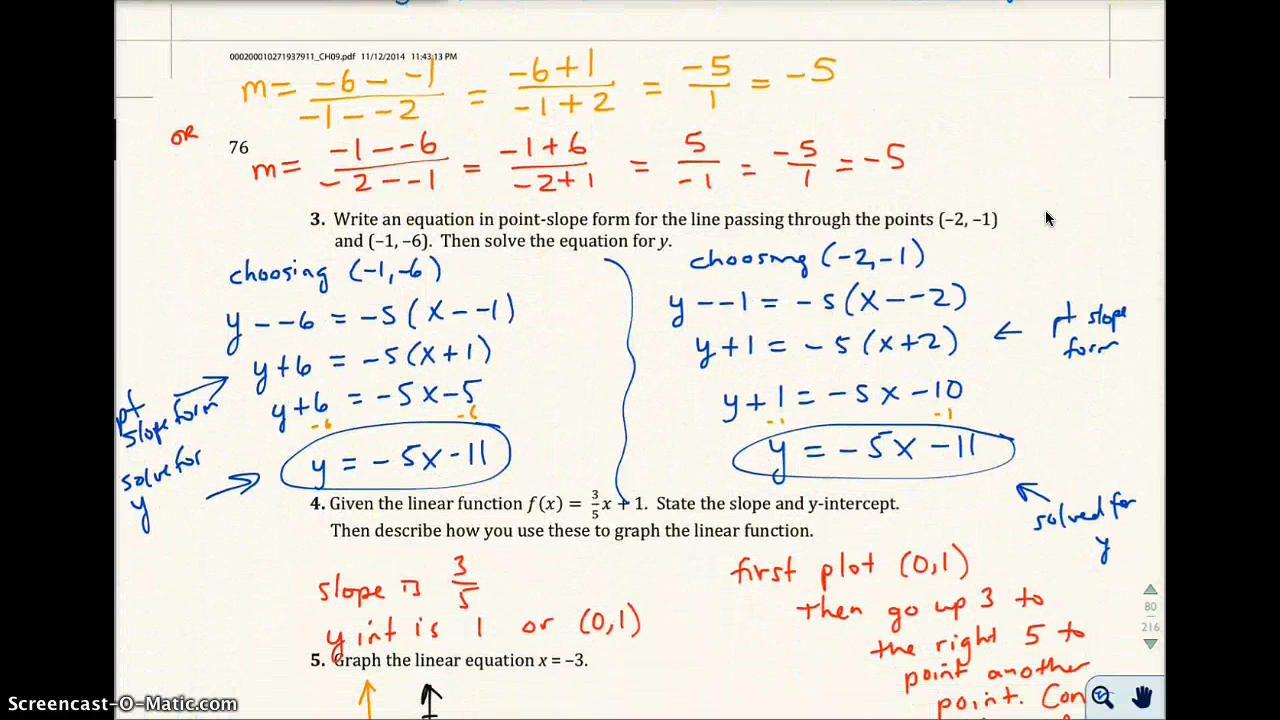 000200010271937911_CH09.pdf 11/12/2014 11:43:13 PM
m = -6 - -1 / -1 - -2 = -6+1 / -1+2 = -5/1 = -5
OR
76
m = -1 - -6 / -2 - -1 = -1+6 / -2+1 = 5/-1 = -5/1 = -5
3. Write an equation in point-slope form for the line passing through the points (–2, –1)
and (–1, –6). Then solve the equation for y.
choosing (-1,-6)
y - -6 = -5(x - -1)
y+6 = -5(x+1)
y+6 = -5x-5
-6 -6
y = -5x-11
pt
slope form
solve for
y
choosing (-2,-1)
y - -1 = -5(x - -2)
y+1 = -5(x+2) ← pt slope
form
y+1 = -5x-10
-1 -1
y = -5x-11
solved for
y
4. Given the linear function f(x) = 3/5 x + 1. State the slope and y-intercept.
Then describe how you use these to graph the linear function.
slope is 3/5
y int is 1 or (0,1)
first plot (0,1)
then go up 3 to
the right 5 to
point another
point. Con
5. Graph the linear equation x = –3.
80
216
Screencast-O-Matic.com